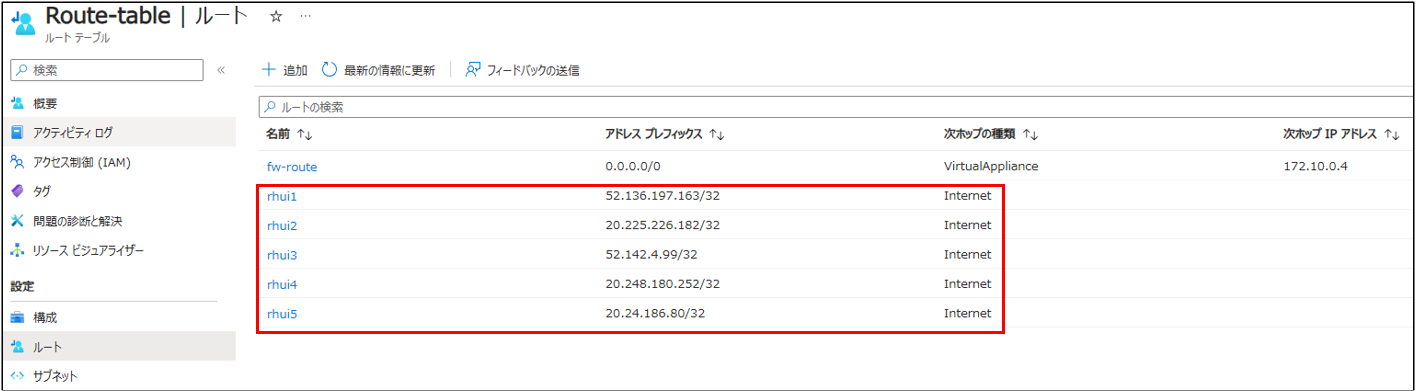 Route-table | ルート ☆ …
ルート テーブル
検索 «
概要
アクティビティ ログ
アクセス制御 (IAM)
タグ
問題の診断と解決
リソース ビジュアライザー
設定
構成
ルート
サブネット
追加 最新の情報に更新 フィードバックの送信
ルートの検索
名前 ↑↓ アドレス プレフィックス ↑↓ 次ホップの種類 ↑↓ 次ホップ IP アドレス ↑↓
fw-route 0.0.0.0/0 VirtualAppliance 172.10.0.4
rhui1 52.136.197.163/32 Internet
rhui2 20.225.226.182/32 Internet
rhui3 52.142.4.99/32 Internet
rhui4 20.248.180.252/32 Internet
rhui5 20.24.186.80/32 Internet